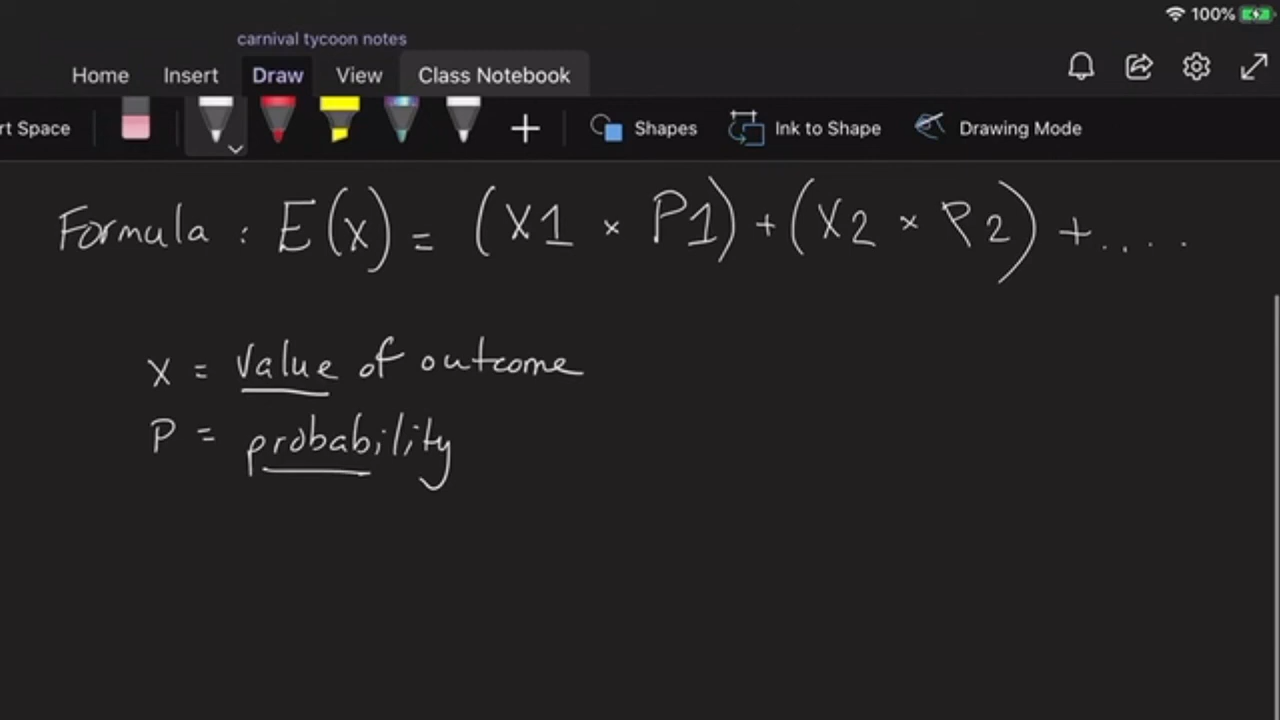 100%
carnival tycoon notes
Home Insert Draw View Class Notebook
rt Space Shapes Ink to Shape Drawing Mode
Formula : E(x) = (X1 × P1) + (X2 × P2) + ....
x = value of outcome
P = probability